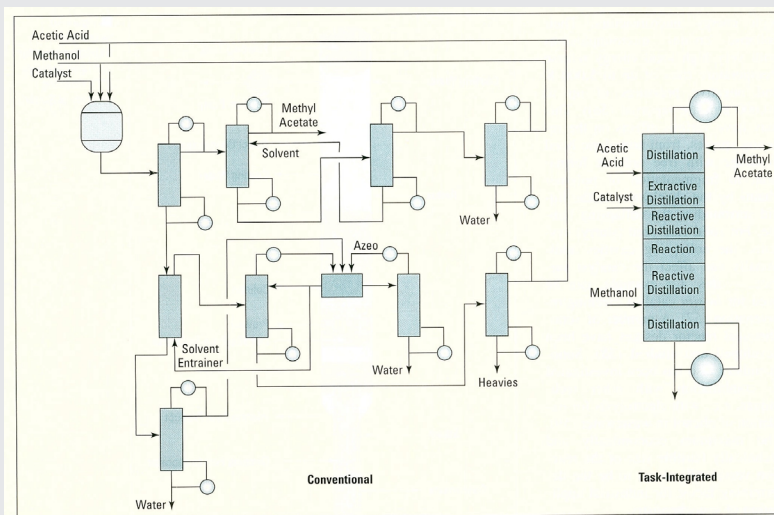 Acetic Acid
Methanol
Catalyst
Methyl
Acetate
Solvent
Water
Azeo
Solvent
Entrainer
Water
Heavies
Water
Conventional
Acetic
Acid
Catalyst
Methanol
Distillation
Extractive
Distillation
Reactive
Distillation
Reaction
Reactive
Distillation
Distillation
Methyl
Acetate
Task-Integrated